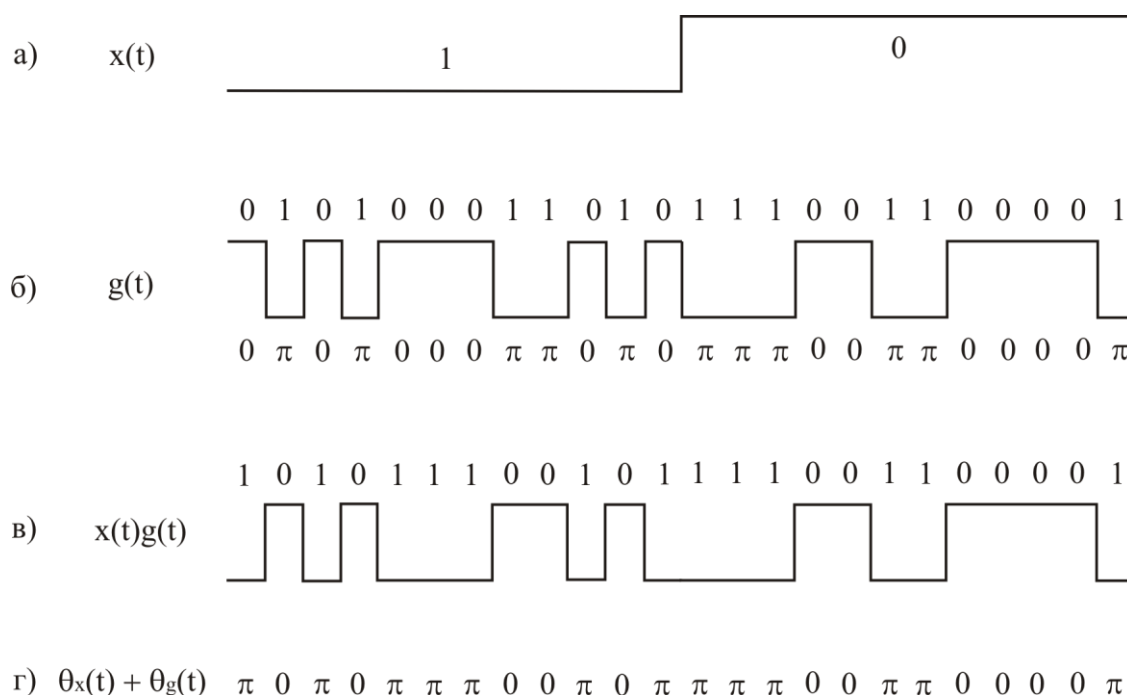 а) x(t) 1 0
0 1 0 1 0 0 0 1 1 0 1 0 1 1 1 0 0 1 1 0 0 0 0 1
б) g(t)
0 π 0 π 0 0 0 π π 0 π 0 π π π 0 0 π π 0 0 0 0 π
1 0 1 0 1 1 1 0 0 1 0 1 1 1 1 0 0 1 1 0 0 0 0 1
в) x(t)g(t)
г) θx(t) + θg(t) π 0 π 0 π π π 0 0 π 0 π π π π 0 0 π π 0 0 0 0 π